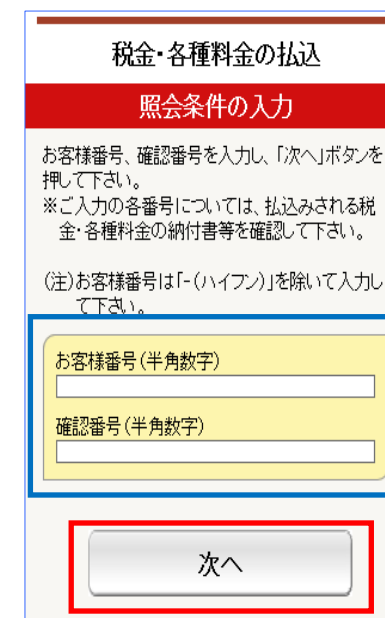 税金・各種料金の払込
照会条件の入力
お客様番号、確認番号を入力し、「次へ」ボタンを
押して下さい。
※ご入力の各番号については、払込みされる税
金・各種料金の納付書等を確認して下さい。
(注)お客様番号は「-(ハイフン)」を除いて入力し
て下さい。
お客様番号(半角数字)
確認番号(半角数字)
次へ